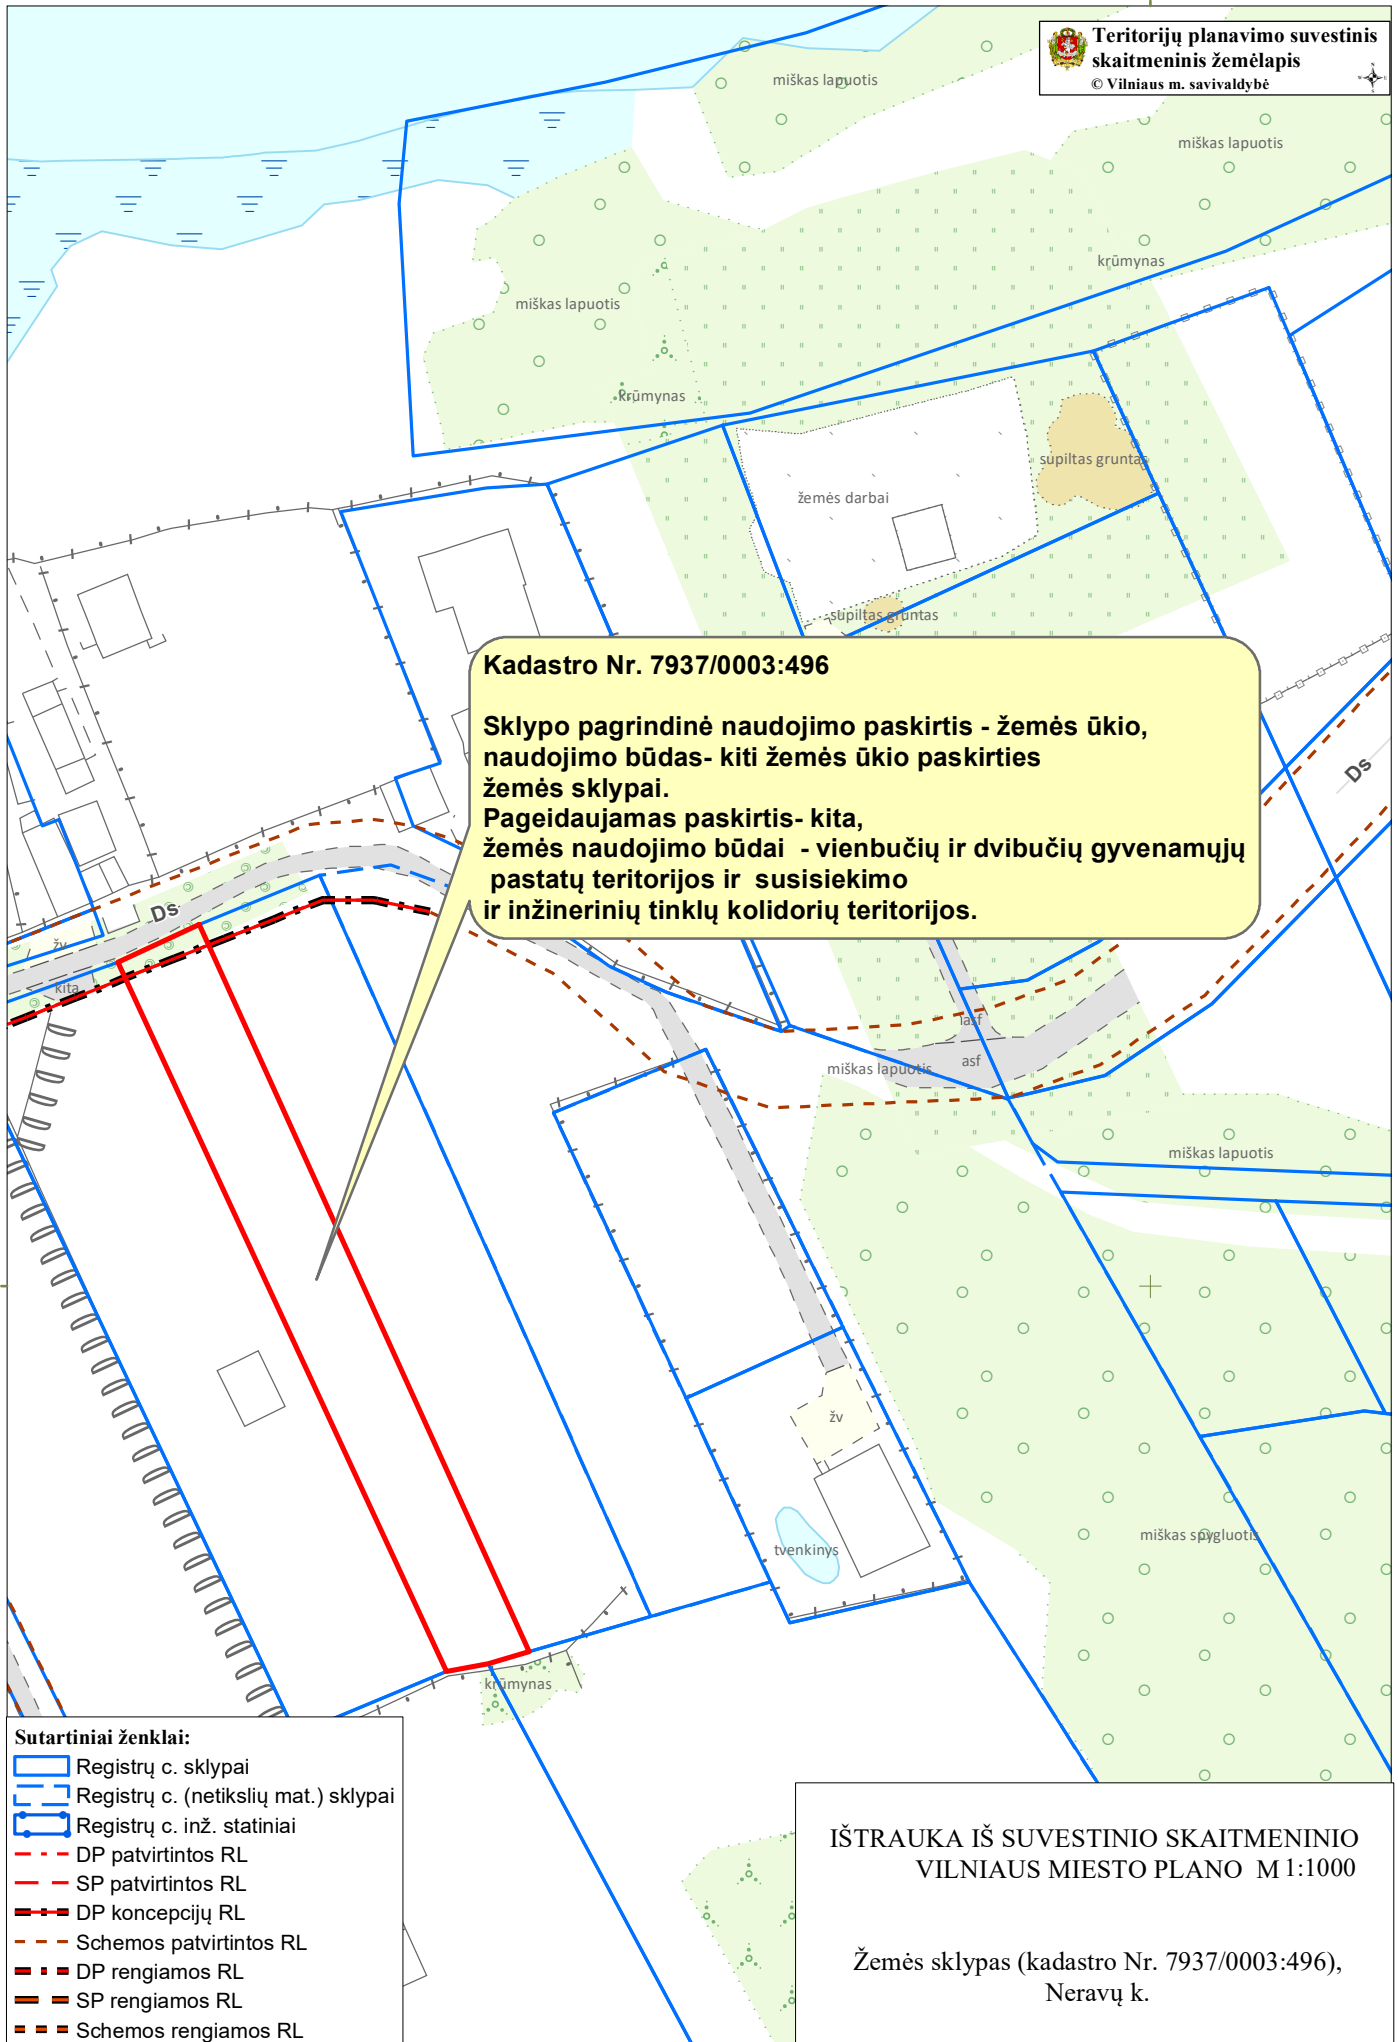 Teritorijų planavimo suvestinis
skaitmeninis žemėlapis
© Vilniaus m. savivaldybė
miškas lapuotis
miškas lapuotis
krūmynas
miškas lapuotis
krūmynas
supiltas gruntas
žemės darbai
supiltas gruntas
Kadastro Nr. 7937/0003:496
Sklypo pagrindinė naudojimo paskirtis - žemės ūkio,
naudojimo būdas- kiti žemės ūkio paskirties
žemės sklypai.
Pageidaujamas paskirtis- kita,
žemės naudojimo būdai - vienbučių ir dvibučių gyvenamųjų
pastatų teritorijos ir susisiekimo
ir inžinerinių tinklų kolidorių teritorijos.
Ds
Ds
žv
kita
asf
asf
miškas lapuotis
miškas lapuotis
žv
tvenkinys
miškas spygluotis
krūmynas
Sutartiniai ženklai:
Registrų c. sklypai
Registrų c. (netikslių mat.) sklypai
Registrų c. inž. statiniai
DP patvirtintos RL
SP patvirtintos RL
DP koncepcijų RL
Schemos patvirtintos RL
DP rengiamos RL
SP rengiamos RL
Schemos rengiamos RL
IŠTRAUKA IŠ SUVESTINIO SKAITMENINIO
VILNIAUS MIESTO PLANO M 1:1000
Žemės sklypas (kadastro Nr. 7937/0003:496),
Neravų k.